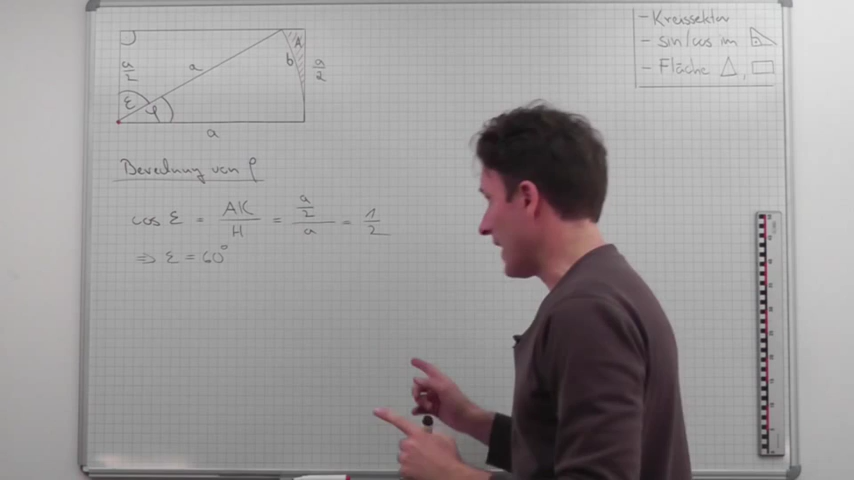 - Kreissektor
- sin/cos im
- Fläche △, ▭
A
a/2
a
b
a/2
ε
φ
a
Berechnung von φ
cos ε = AK/H = (a/2)/a = 1/2
⇒ ε = 60°